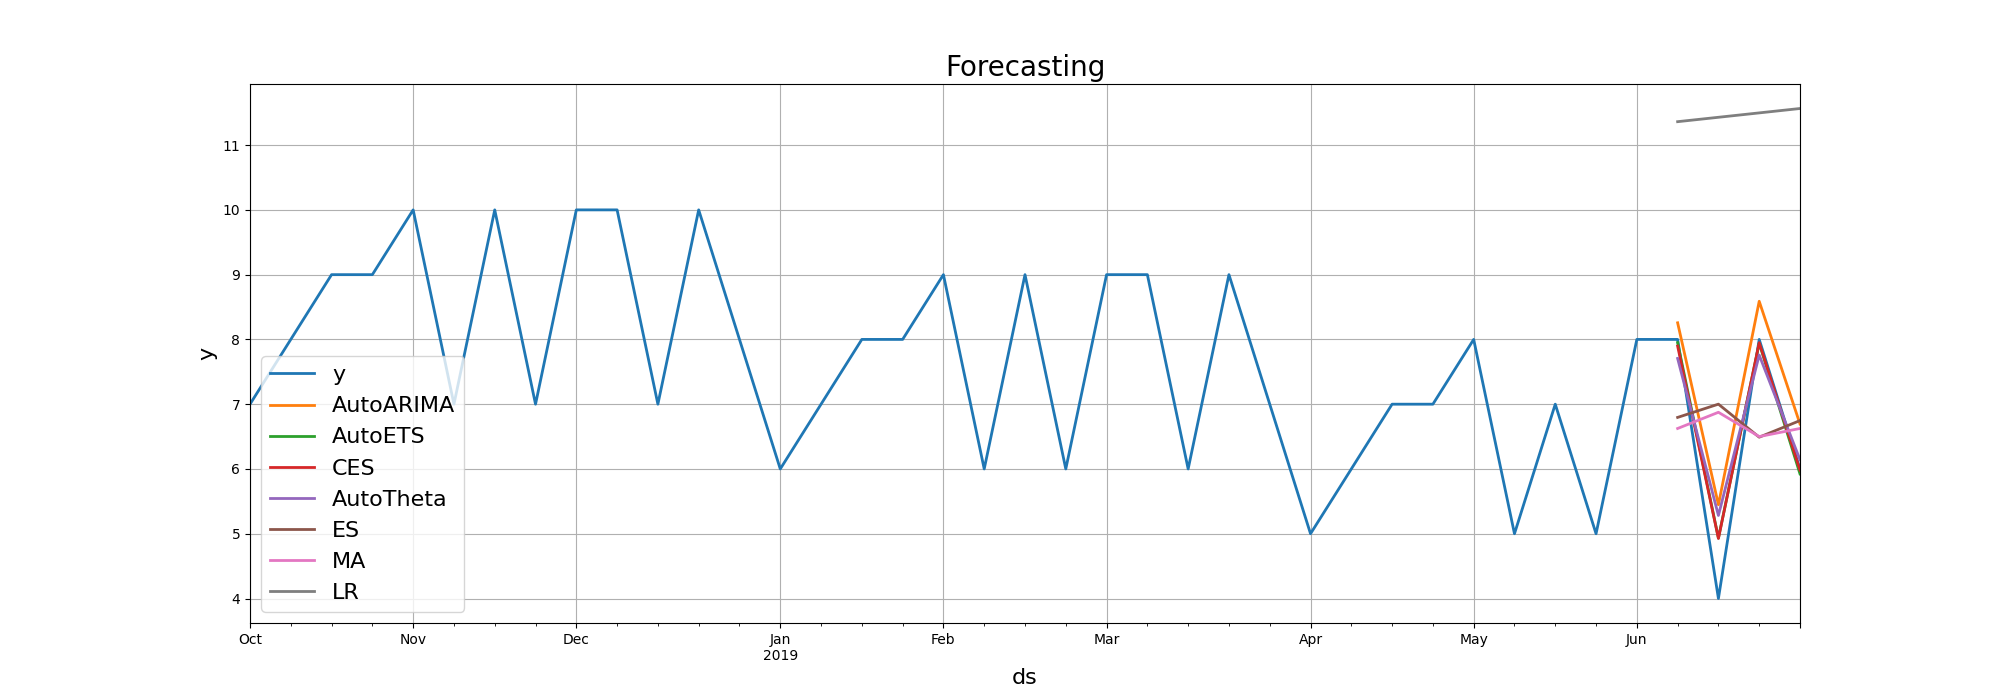 Forecasting
11
10
9
8
7
6
5
4
y
y
AutoARIMA
AutoETS
CES
AutoTheta
ES
MA
LR
Oct Nov Dec Jan Feb Mar Apr May Jun
2019
ds